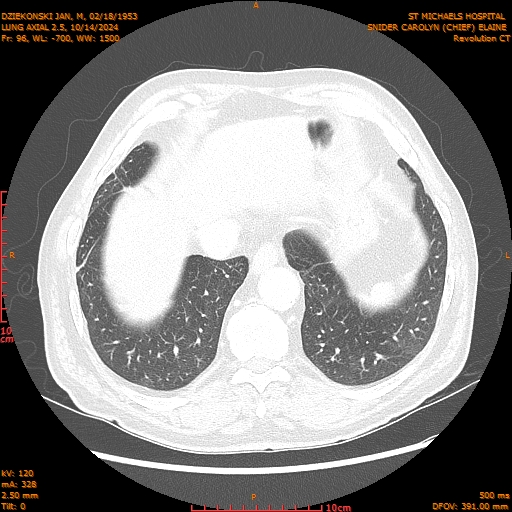 DZIEKONSKI JAN, M, 02/18/1953
LUNG AXIAL 2.5, 10/14/2024
Fr: 96, WL: -700, WW: 1500
A
ST MICHAELS HOSPITAL
SNIDER CAROLYN (CHIEF) ELAINE
Revolution CT
R
L
10
cm
kV: 120
mA: 328
2.50 mm
Tilt: 0
P
10cm
500 ms
DFOV: 391.00 mm